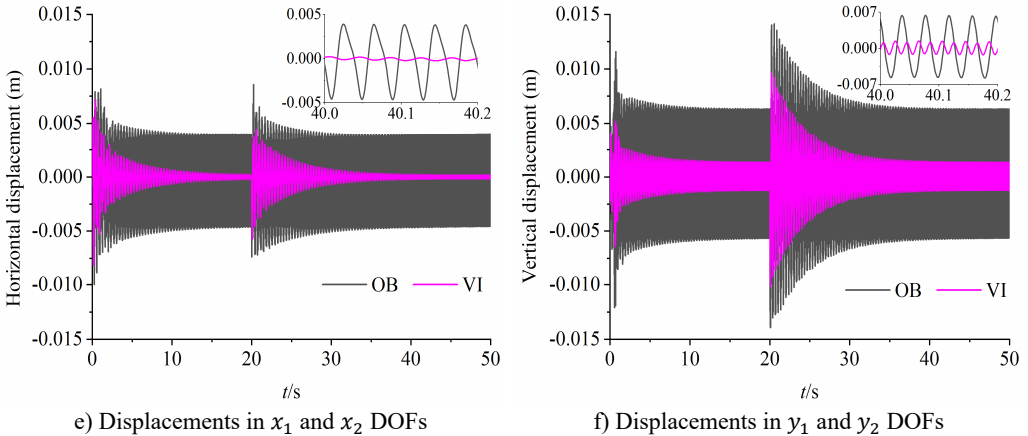 0.015
0.010
0.005
0.000
-0.005
-0.010
-0.015
Horizontal displacement (m)
0 10 20 30 40 50
t/s
0.005
0.000
-0.005
40.0 40.1 40.2
OB VI
e) Displacements in x₁ and x₂ DOFs
0.015
0.010
0.005
0.000
-0.005
-0.010
-0.015
Vertical displacement (m)
0 10 20 30 40 50
t/s
0.007
0.000
-0.007
40.0 40.1 40.2
OB VI
f) Displacements in y₁ and y₂ DOFs